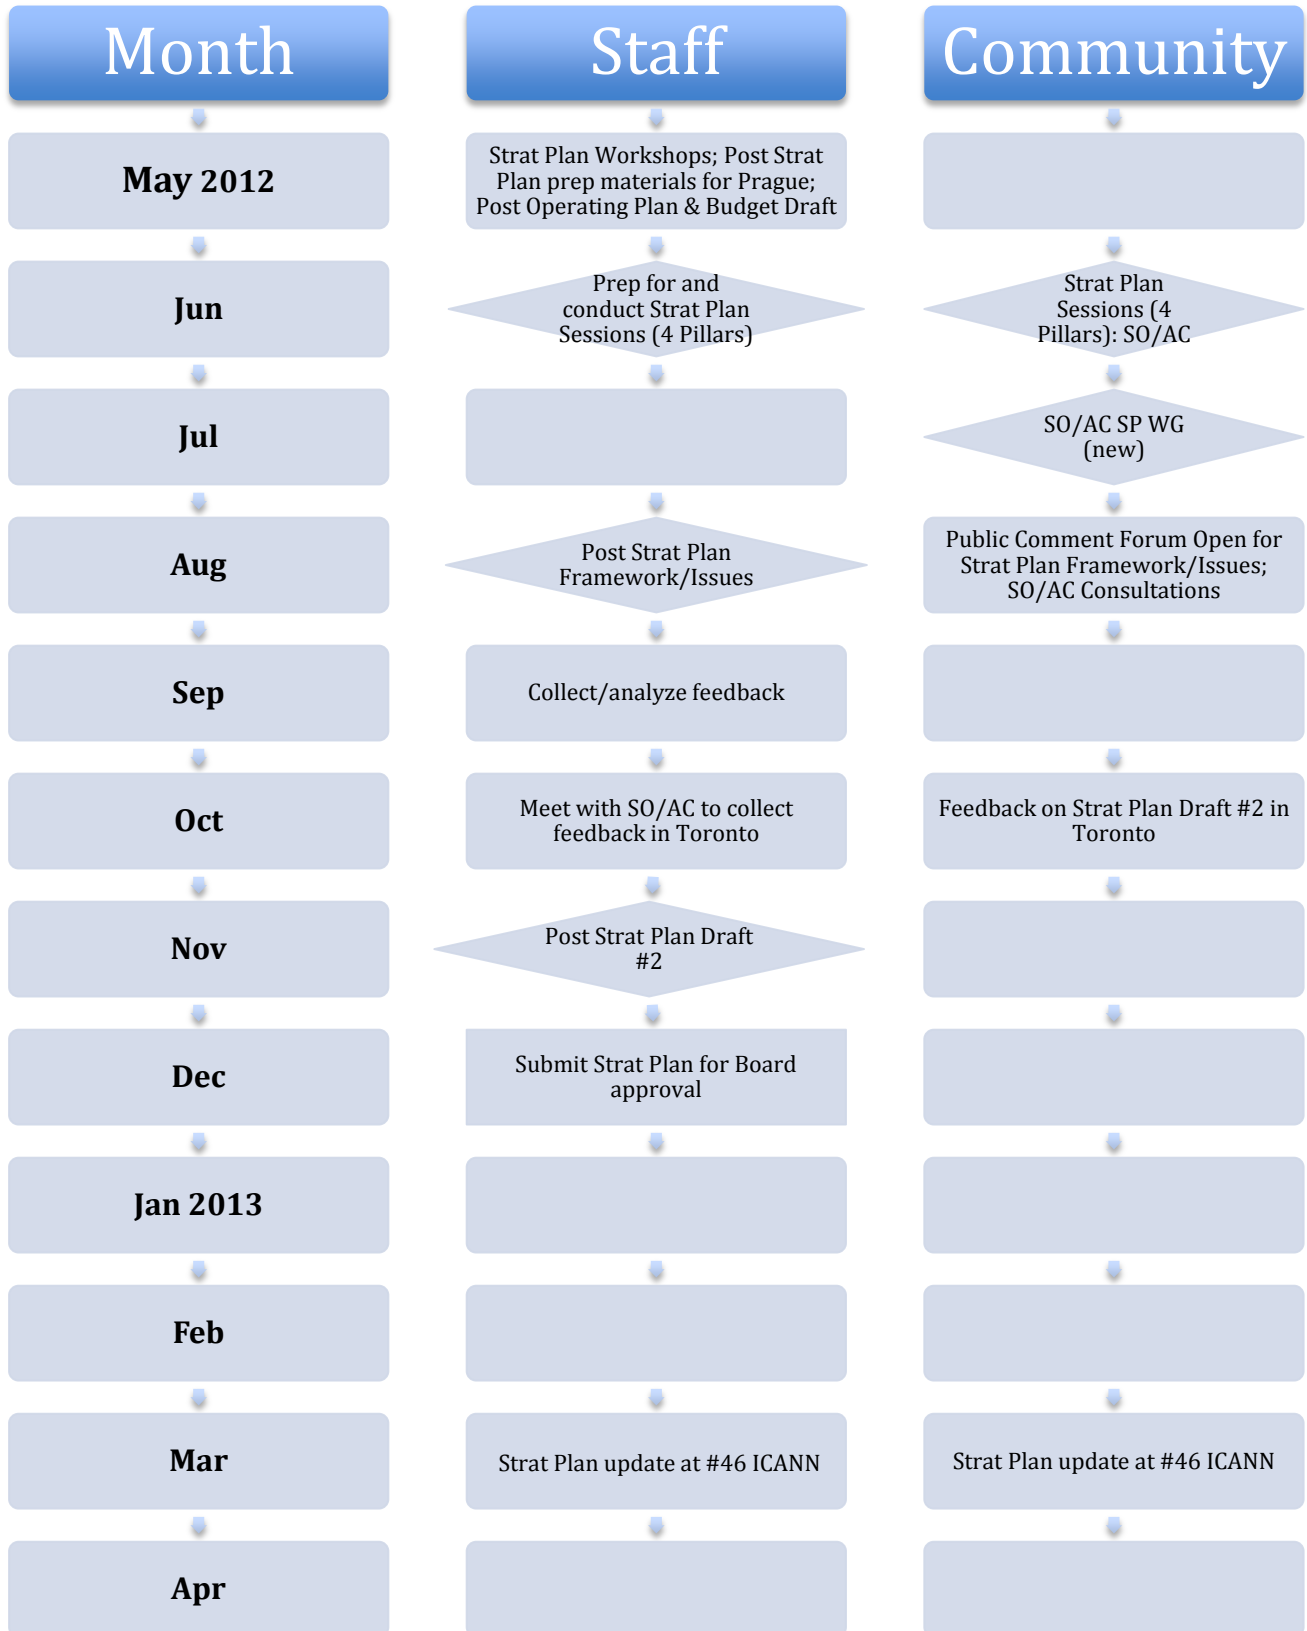 Month
Staff
Community
May 2012
Strat Plan Workshops; Post Strat
Plan prep materials for Prague;
Post Operating Plan & Budget Draft
Jun
Prep for and
conduct Strat Plan
Sessions (4 Pillars)
Strat Plan
Sessions (4
Pillars): SO/AC
Jul
SO/AC SP WG
(new)
Aug
Post Strat Plan
Framework/Issues
Public Comment Forum Open for
Strat Plan Framework/Issues;
SO/AC Consultations
Sep
Collect/analyze feedback
Oct
Meet with SO/AC to collect
feedback in Toronto
Feedback on Strat Plan Draft #2 in
Toronto
Nov
Post Strat Plan Draft
#2
Dec
Submit Strat Plan for Board
approval
Jan 2013
Feb
Mar
Strat Plan update at #46 ICANN
Strat Plan update at #46 ICANN
Apr